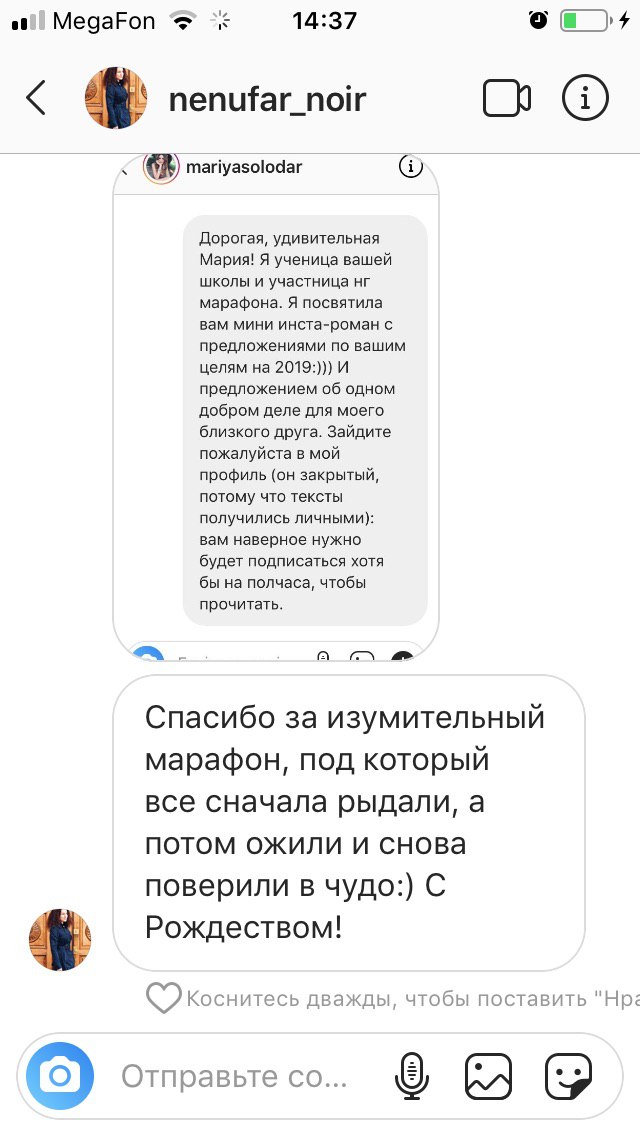 MegaFon 14:37
nenufar_noir
mariyasolodar
Дорогая, удивительная
Мария! Я ученица вашей
школы и участница нг
марафона. Я посвятила
вам мини инста-роман с
предложениями по вашим
целям на 2019:))) И
предложением об одном
добром деле для моего
близкого друга. Зайдите
пожалуйста в мой
профиль (он закрытый,
потому что тексты
получились личными):
вам наверное нужно
будет подписаться хотя
бы на полчаса, чтобы
прочитать.
Спасибо за изумительный
марафон, под который
все сначала рыдали, а
потом ожили и снова
поверили в чудо:) С
Рождеством!
Коснитесь дважды, чтобы поставить "Нра
Отправьте со...